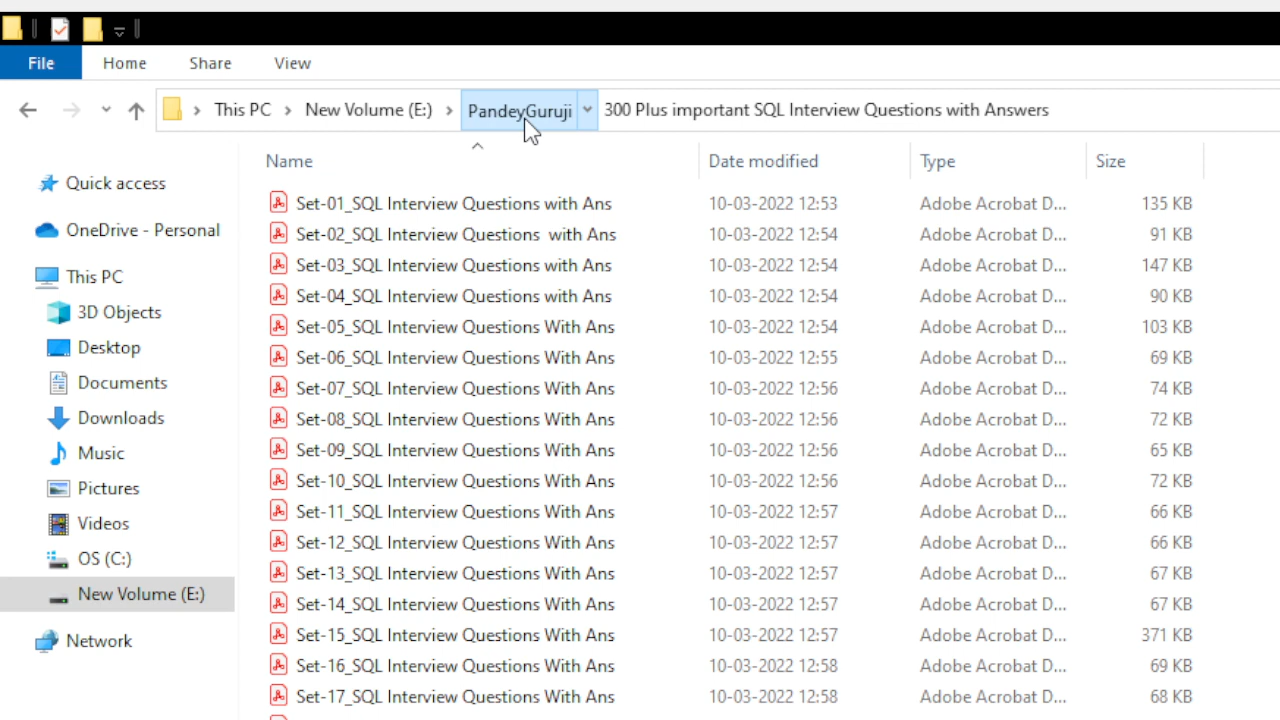 File Home Share View
This PC New Volume (E:) PandeyGuruji 300 Plus important SQL Interview Questions with Answers
Name Date modified Type Size
Quick access
OneDrive - Personal
This PC
3D Objects
Desktop
Documents
Downloads
Music
Pictures
Videos
OS (C:)
New Volume (E:)
Network
Set-01_SQL Interview Questions with Ans 10-03-2022 12:53 Adobe Acrobat D... 135 KB
Set-02_SQL Interview Questions  with Ans 10-03-2022 12:54 Adobe Acrobat D... 91 KB
Set-03_SQL Interview Questions with Ans 10-03-2022 12:54 Adobe Acrobat D... 147 KB
Set-04_SQL Interview Questions with Ans 10-03-2022 12:54 Adobe Acrobat D... 90 KB
Set-05_SQL Interview Questions With Ans 10-03-2022 12:54 Adobe Acrobat D... 103 KB
Set-06_SQL Interview Questions With Ans 10-03-2022 12:55 Adobe Acrobat D... 69 KB
Set-07_SQL Interview Questions With Ans 10-03-2022 12:56 Adobe Acrobat D... 74 KB
Set-08_SQL Interview Questions With Ans 10-03-2022 12:56 Adobe Acrobat D... 72 KB
Set-09_SQL Interview Questions With Ans 10-03-2022 12:56 Adobe Acrobat D... 65 KB
Set-10_SQL Interview Questions With Ans 10-03-2022 12:56 Adobe Acrobat D... 72 KB
Set-11_SQL Interview Questions With Ans 10-03-2022 12:57 Adobe Acrobat D... 66 KB
Set-12_SQL Interview Questions With Ans 10-03-2022 12:57 Adobe Acrobat D... 66 KB
Set-13_SQL Interview Questions With Ans 10-03-2022 12:57 Adobe Acrobat D... 67 KB
Set-14_SQL Interview Questions With Ans 10-03-2022 12:57 Adobe Acrobat D... 67 KB
Set-15_SQL Interview Questions With Ans 10-03-2022 12:57 Adobe Acrobat D... 371 KB
Set-16_SQL Interview Questions With Ans 10-03-2022 12:58 Adobe Acrobat D... 69 KB
Set-17_SQL Interview Questions With Ans 10-03-2022 12:58 Adobe Acrobat D... 68 KB